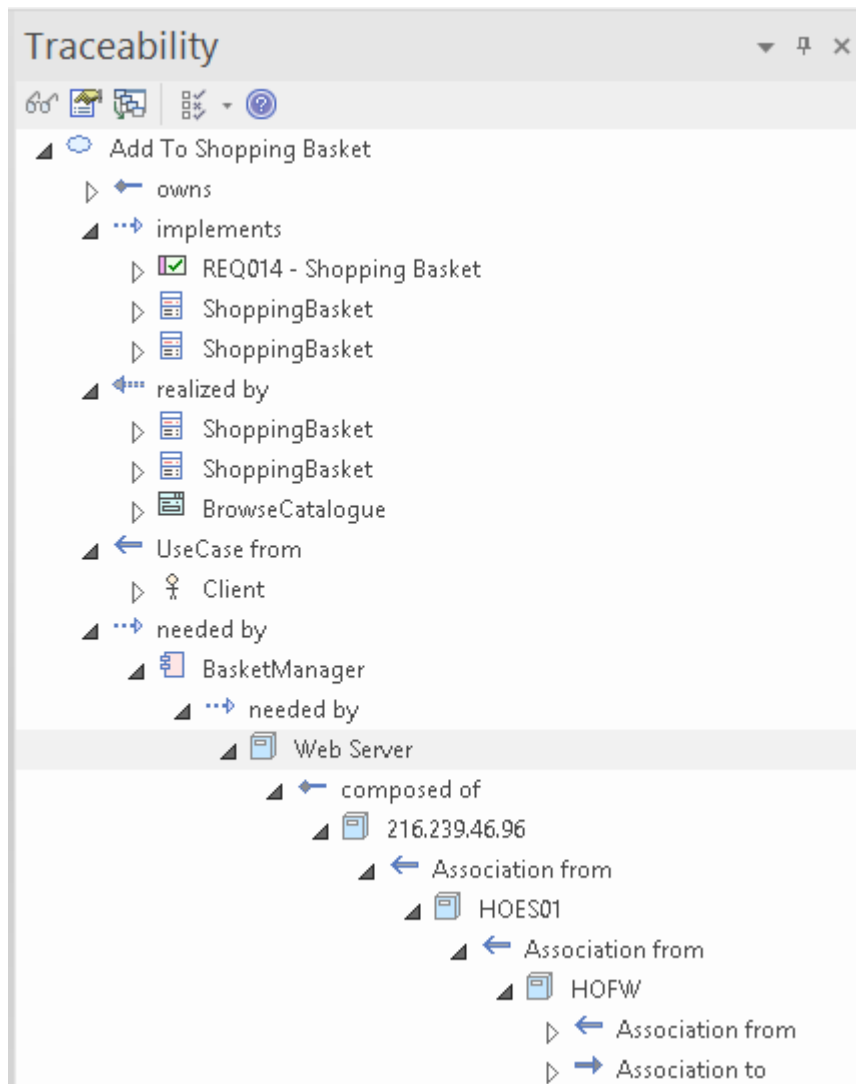 Traceability
Add To Shopping Basket
owns
implements
REQ014 - Shopping Basket
ShoppingBasket
ShoppingBasket
realized by
ShoppingBasket
ShoppingBasket
BrowseCatalogue
UseCase from
Client
needed by
BasketManager
needed by
Web Server
composed of
216.239.46.96
Association from
HOES01
Association from
HOFW
Association from
Association to